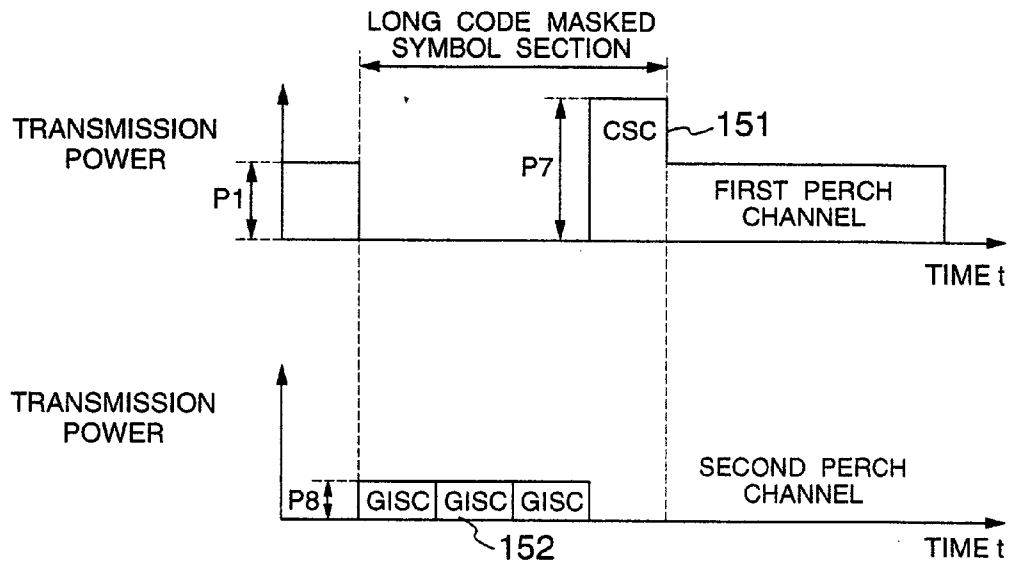 LONG CODE MASKED
SYMBOL SECTION
TRANSMISSION
POWER
P1
P7
CSC
151
FIRST PERCH
CHANNEL
TIME t
TRANSMISSION
POWER
P8
GISC GISC GISC
152
SECOND PERCH
CHANNEL
TIME t